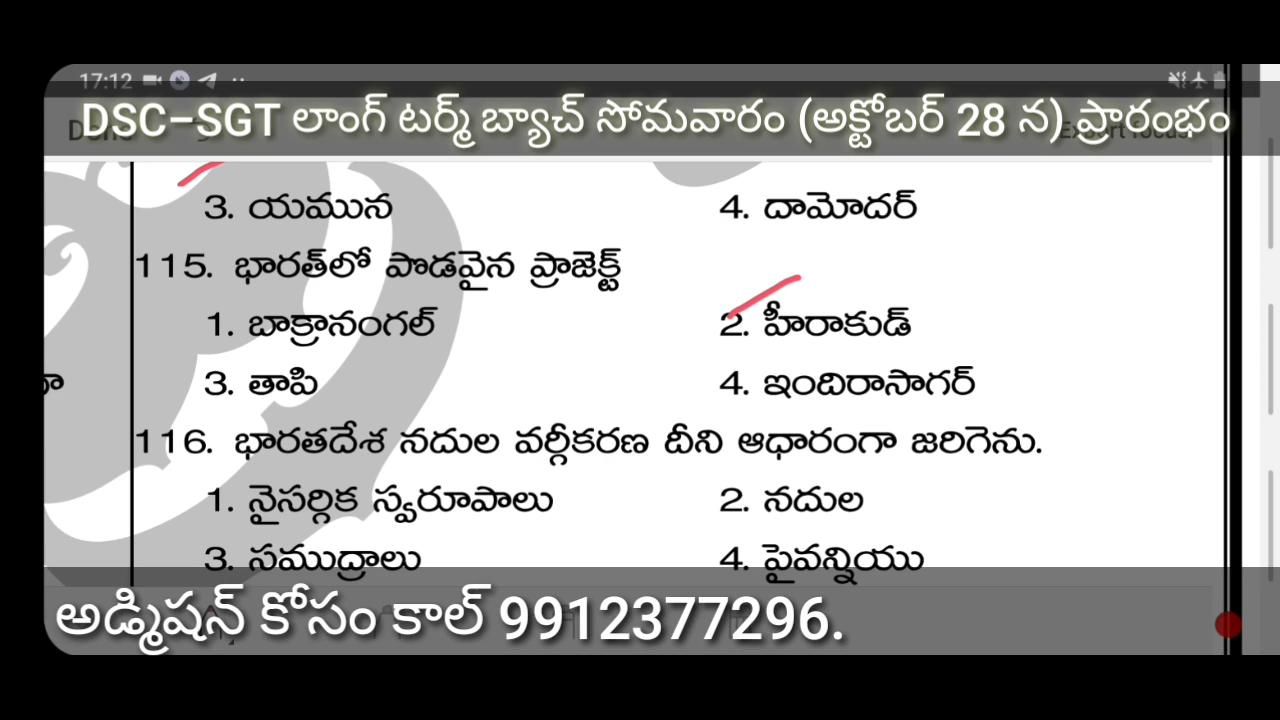 17:12
DSC-SGT లాంగ్ టర్మ్ బ్యాచ్ సోమవారం (అక్టోబర్ 28 న) ప్రారంభం
3. యమున 4. దామోదర్
115. భారత్‌లో పొడవైన ప్రాజెక్ట్
1. బాక్రానంగల్ 2. హీరాకుడ్
3. తాపి 4. ఇందిరాసాగర్
116. భారతదేశ నదుల వర్గీకరణ దీని ఆధారంగా జరిగెను.
1. నైసర్గిక స్వరూపాలు 2. నదుల
3. సముద్రాలు 4. పైవన్నియు
అడ్మిషన్ కోసం కాల్ 9912377296.